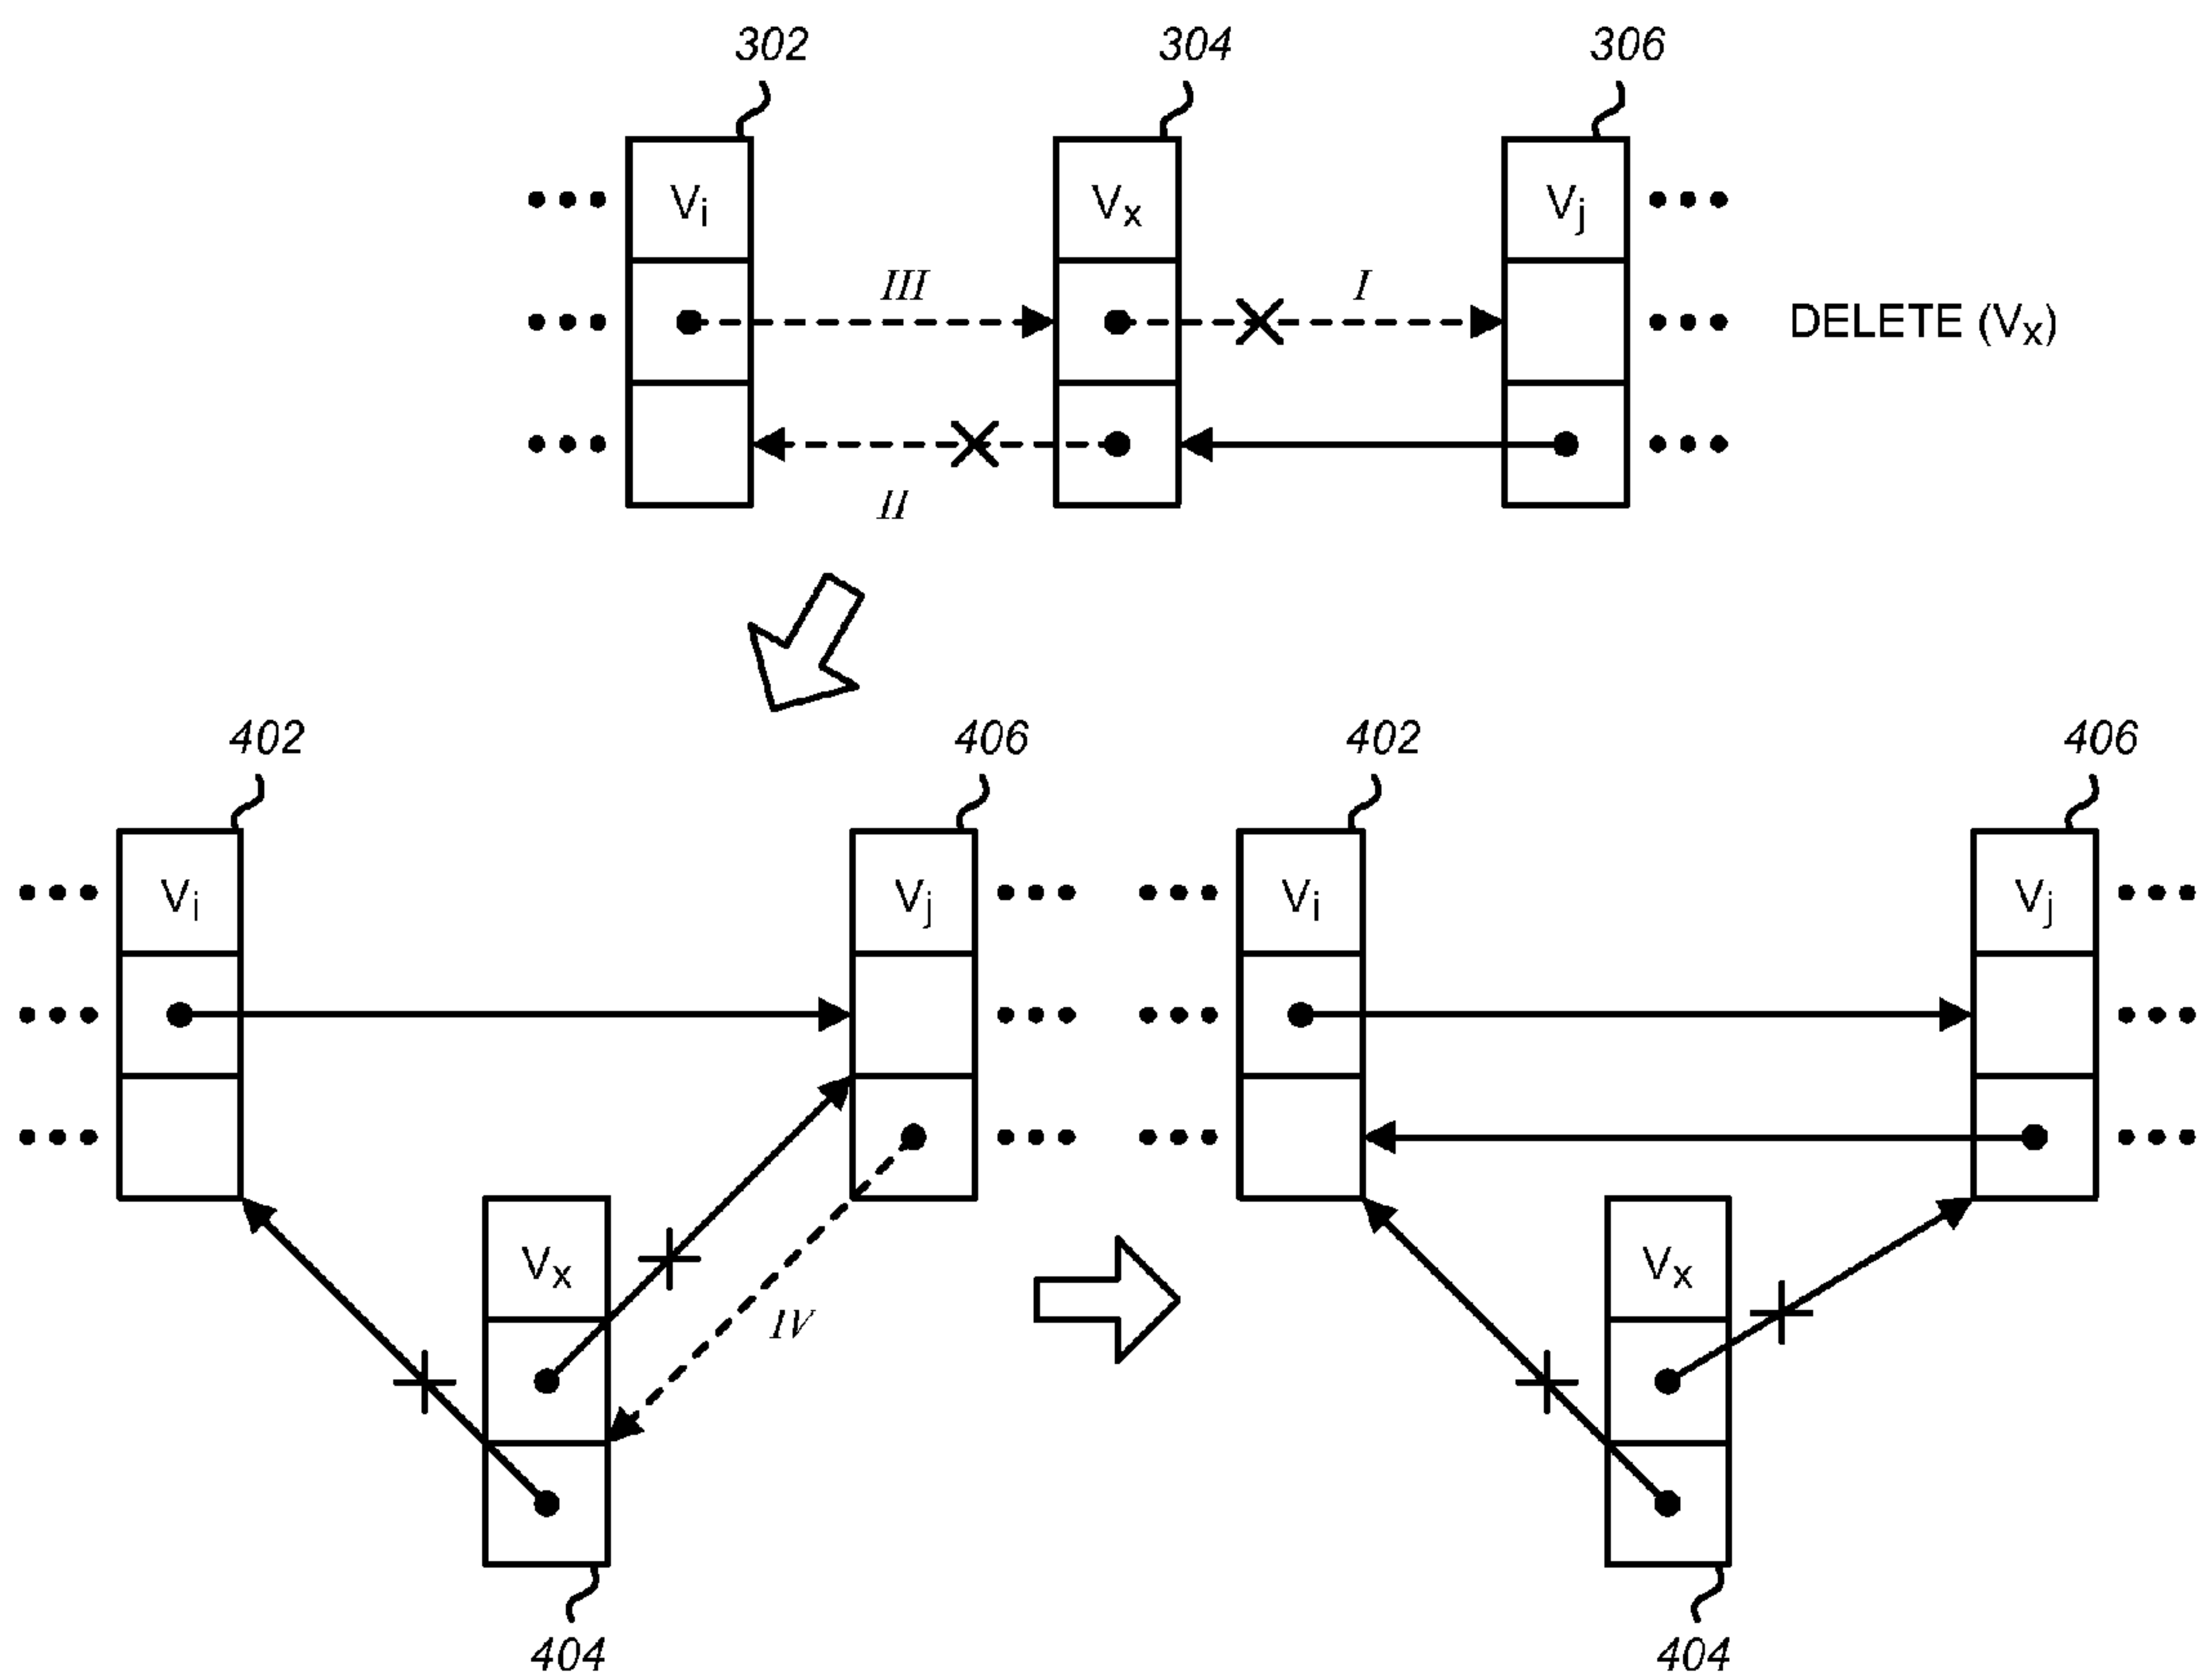 302 304 306
Vi Vx Vj
III I
DELETE (Vx)
II
402 406 402 406
Vi Vj Vi Vj
Vx Vx
IV
404 404